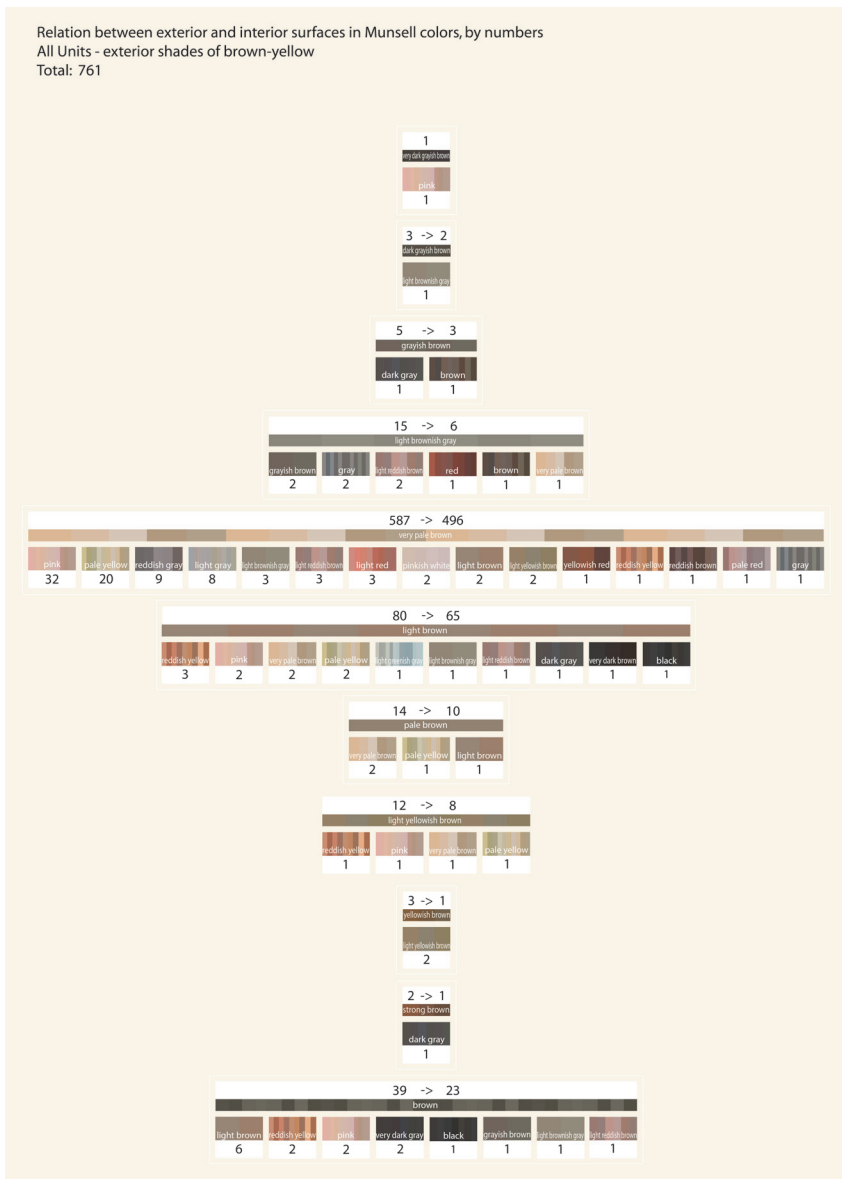 Relation between exterior and interior surfaces in Munsell colors, by numbers
All Units - exterior shades of brown-yellow
Total: 761
1
very dark grayish brown
pink
1
3 -> 2
dark grayish brown
light brownish gray
1
5 -> 3
grayish brown
dark gray brown
1 1
15 -> 6
light brownish gray
grayish brown gray light reddish brown red brown very pale brown
2 2 2 1 1 1
587 -> 496
very pale brown
pink pale yellow reddish gray light gray light brownish gray light reddish brown light red pinkish white light brown light yellowish brown yellowish red reddish yellow reddish brown pale red gray
32 20 9 8 3 3 3 2 2 2 1 1 1 1 1
80 -> 65
light brown
reddish yellow pink very pale brown pale yellow light greenish gray light brownish gray light reddish brown dark gray very dark brown black
3 2 2 2 1 1 1 1 1 1
14 -> 10
pale brown
very pale brown pale yellow light brown
2 1 1
12 -> 8
light yellowish brown
reddish yellow pink very pale brown pale yellow
1 1 1 1
3 -> 1
yellowish brown
light yellowish brown
2
2 -> 1
strong brown
dark gray
1
39 -> 23
brown
light brown reddish yellow pink very dark gray black grayish brown light brownish gray light reddish brown
6 2 2 2 1 1 1 1